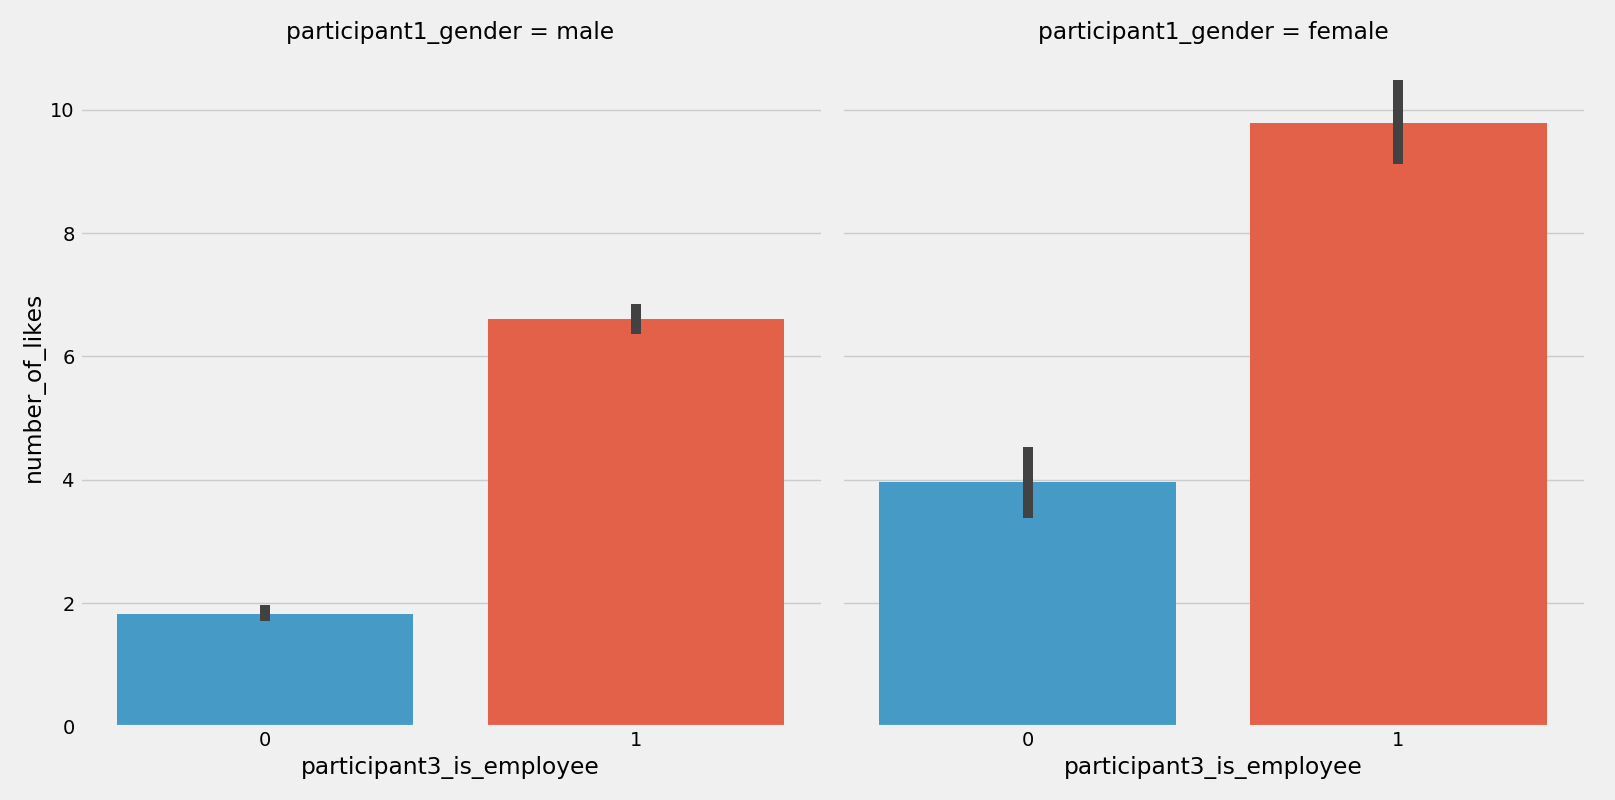 participant1_gender = male
participant1_gender = female
number_of_likes
10
8
6
4
2
0
0
1
0
1
participant3_is_employee
participant3_is_employee